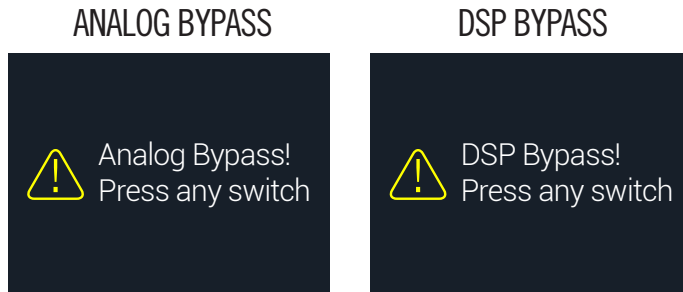 ANALOG BYPASS
Analog Bypass!
Press any switch
DSP BYPASS
DSP Bypass!
Press any switch